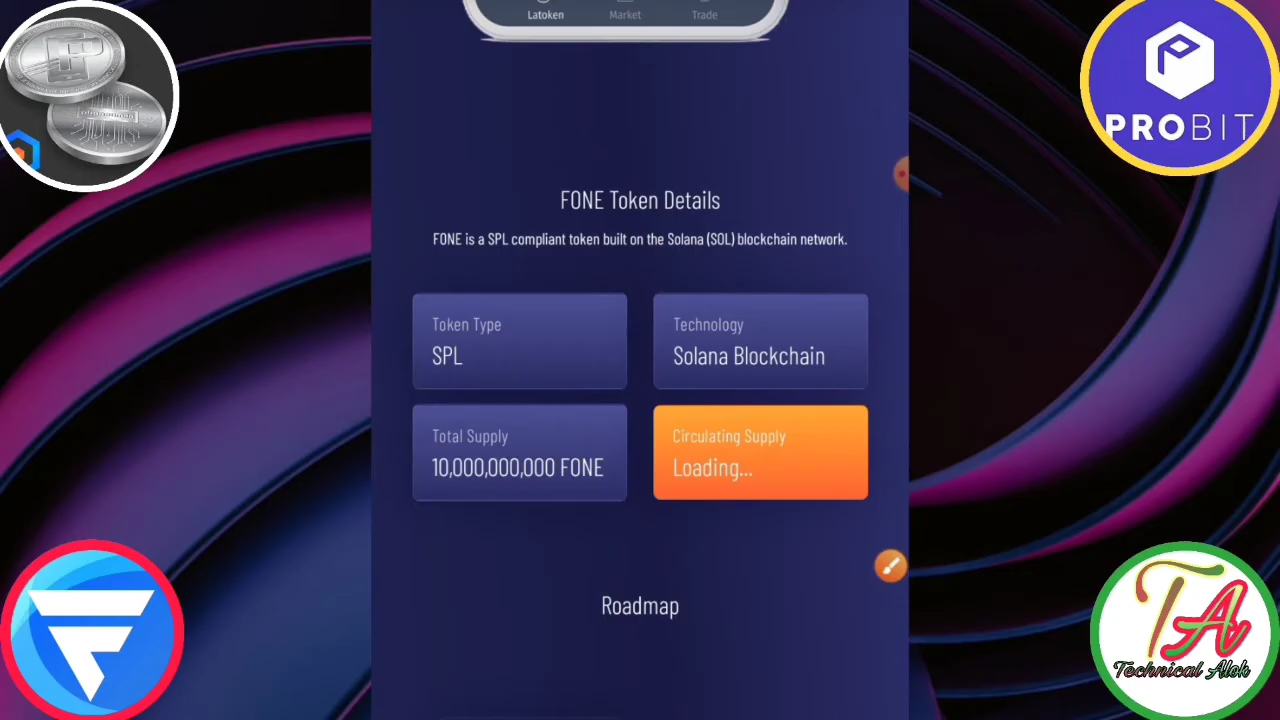 Latoken Market Trade
PROBIT
FONE Token Details
FONE is a SPL compliant token built on the Solana (SOL) blockchain network.
Token Type
SPL
Technology
Solana Blockchain
Total Supply
10,000,000,000 FONE
Circulating Supply
Loading...
Roadmap
TA
Technical Alok